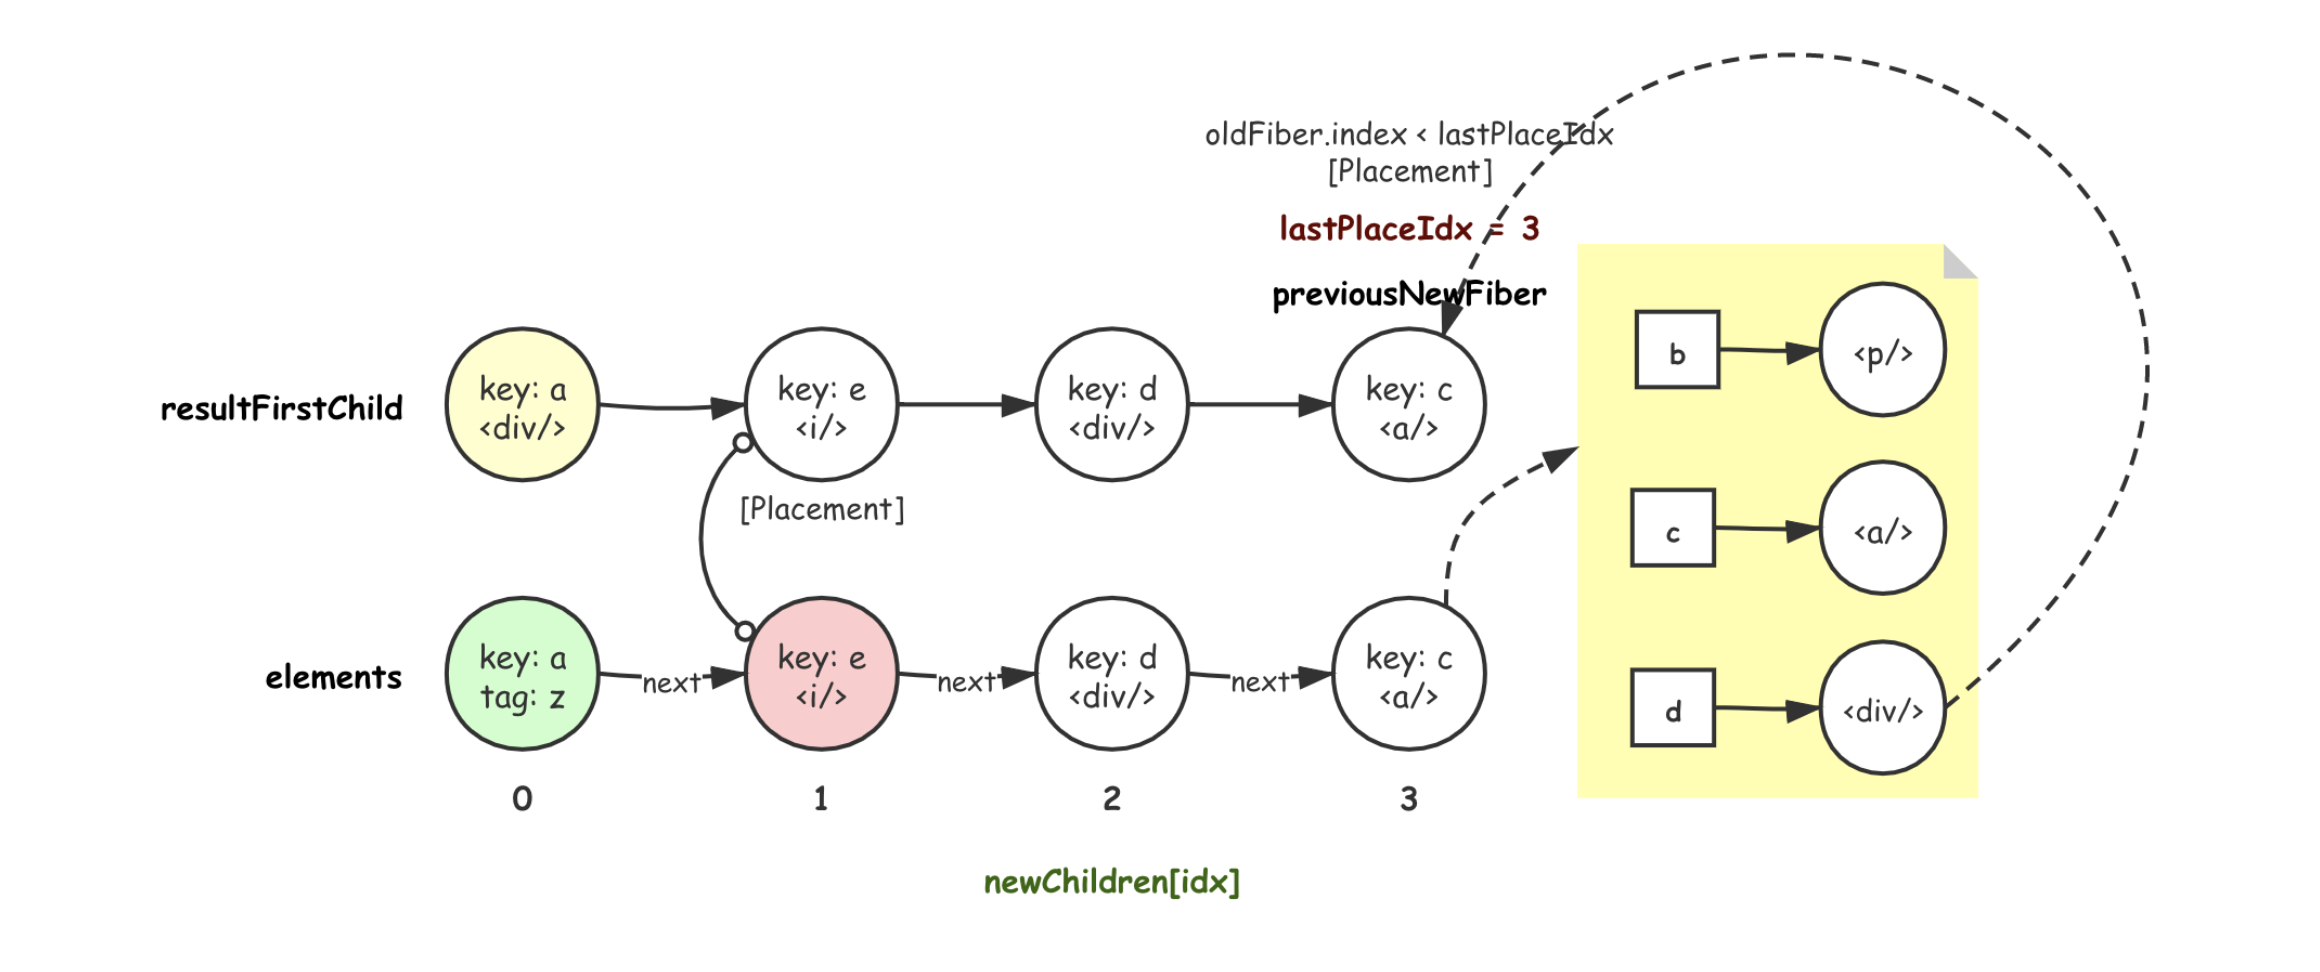 oldFiber.index < lastPlaceIdx
[Placement]
lastPlaceIdx = 3
previousNewFiber
resultFirstChild
key: a
<div/>
key: e
<i/>
key: d
<div/>
key: c
<a/>
[Placement]
elements
key: a
tag: z
next
key: e
<i/>
next
key: d
<div/>
next
key: c
<a/>
0
1
2
3
newChildren[idx]
b
<p/>
c
<a/>
d
<div/>